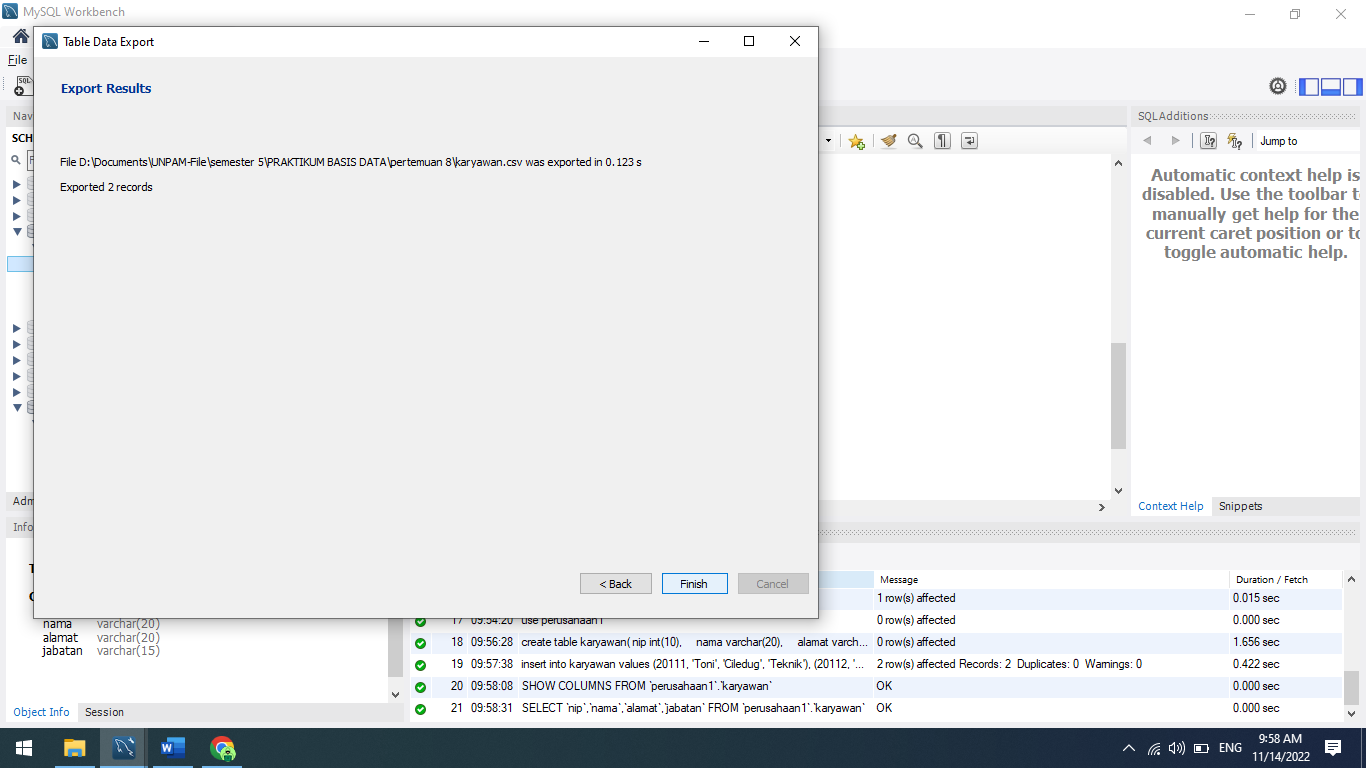 MySQL Workbench
Table Data Export
File
Export Results
Nav
SQLAdditions
SCH
Jump to
File D:\Documents\UNPAM-File\semester 5\PRAKTIKUM BASIS DATA\pertemuan 8\karyawan.csv was exported in 0.123 s
Exported 2 records
Automatic context help is
disabled. Use the toolbar t
manually get help for the
current caret position or to
toggle automatic help.
Adm
Context Help Snippets
Info
< Back Finish Cancel
Message Duration / Fetch
1 row(s) affected 0.015 sec
17 09:54:20 use perusahaan1 0 row(s) affected 0.000 sec
18 09:56:28 create table karyawan( nip int(10), nama varchar(20), alamat varch... 0 row(s) affected 1.656 sec
19 09:57:38 insert into karyawan values (20111, 'Toni', 'Ciledug', 'Teknik'), (20112, '... 2 row(s) affected Records: 2 Duplicates: 0 Warnings: 0 0.422 sec
20 09:58:08 SHOW COLUMNS FROM `perusahaan1`.`karyawan` OK 0.000 sec
21 09:58:31 SELECT `nip`,`nama`,`alamat`,`jabatan` FROM `perusahaan1`.`karyawan` OK 0.000 sec
nama varchar(20)
alamat varchar(20)
jabatan varchar(15)
Object Info Session
ENG
9:58 AM
11/14/2022